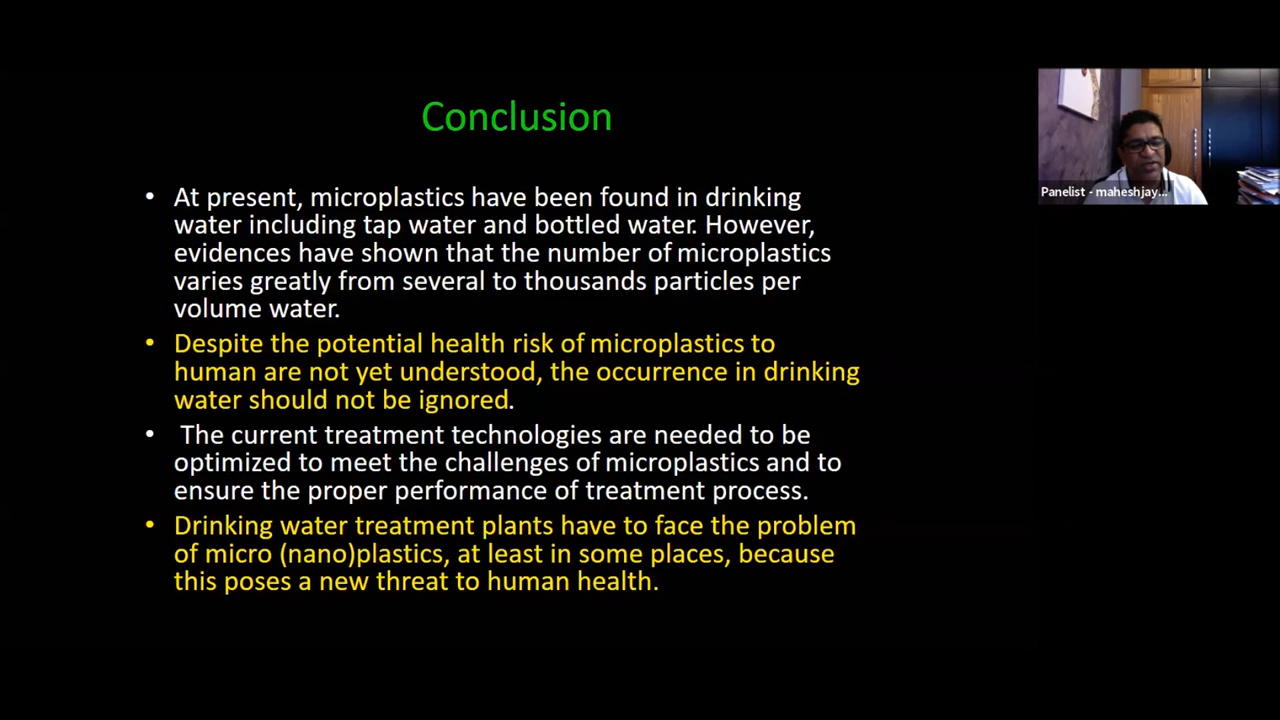 Conclusion
• At present, microplastics have been found in drinking
water including tap water and bottled water. However,
evidences have shown that the number of microplastics
varies greatly from several to thousands particles per
volume water.
• Despite the potential health risk of microplastics to
human are not yet understood, the occurrence in drinking
water should not be ignored.
• The current treatment technologies are needed to be
optimized to meet the challenges of microplastics and to
ensure the proper performance of treatment process.
• Drinking water treatment plants have to face the problem
of micro (nano)plastics, at least in some places, because
this poses a new threat to human health.
Panelist - maheshjay...